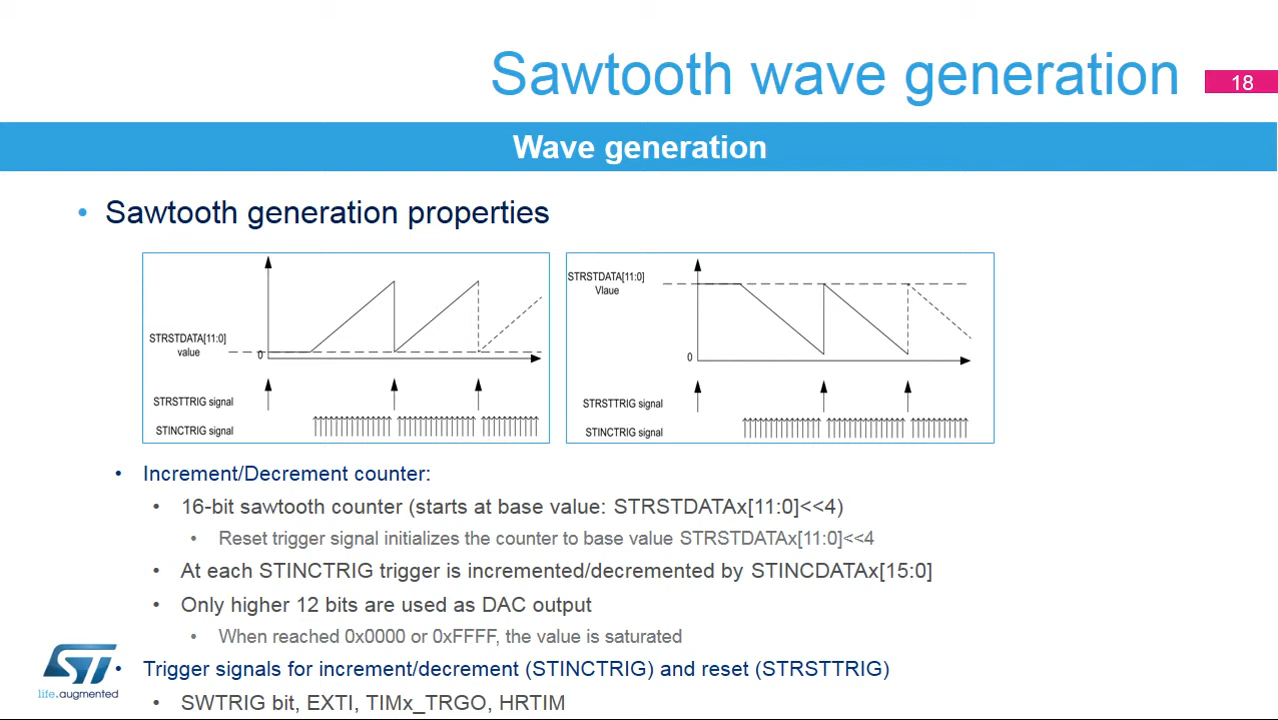 Sawtooth wave generation
18
Wave generation
• Sawtooth generation properties
STRSTDATA[11:0]
value
0
STRSTTRIG signal
STINCTRIG signal
STRSTDATA[11:0]
Vlaue
0
STRSTTRIG signal
STINCTRIG signal
• Increment/Decrement counter:
• 16-bit sawtooth counter (starts at base value: STRSTDATAx[11:0]<<4)
• Reset trigger signal initializes the counter to base value STRSTDATAx[11:0]<<4
• At each STINCTRIG trigger is incremented/decremented by STINCDATAx[15:0]
• Only higher 12 bits are used as DAC output
• When reached 0x0000 or 0xFFFF, the value is saturated
• Trigger signals for increment/decrement (STINCTRIG) and reset (STRSTTRIG)
• SWTRIG bit, EXTI, TIMx_TRGO, HRTIM
ST
life.augmented